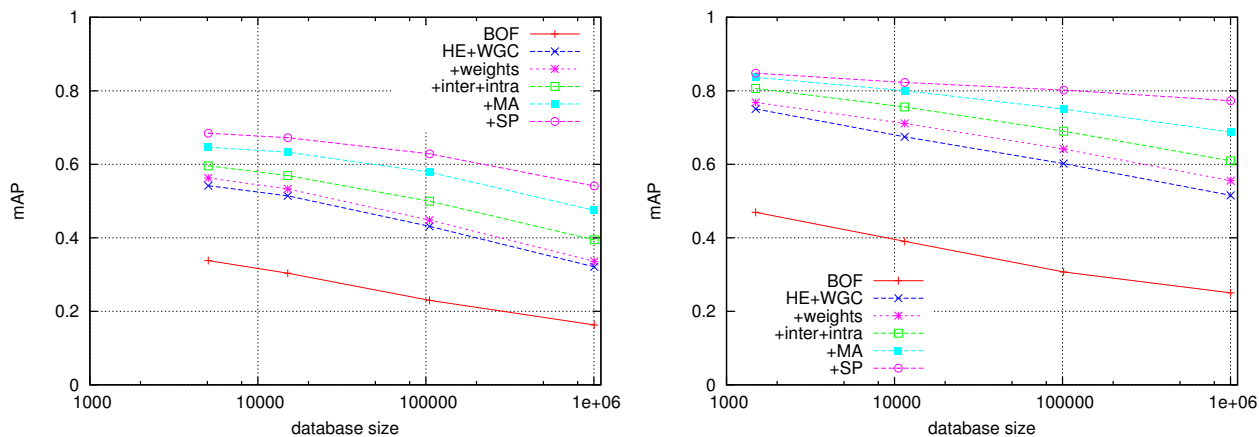 1
0.8
0.6
0.4
0.2
0
mAP
1000
10000
100000
1e+06
database size
BOF
HE+WGC
+weights
+inter+intra
+MA
+SP
1
0.8
0.6
0.4
0.2
0
mAP
1000
10000
100000
1e+06
database size
BOF
HE+WGC
+weights
+inter+intra
+MA
+SP